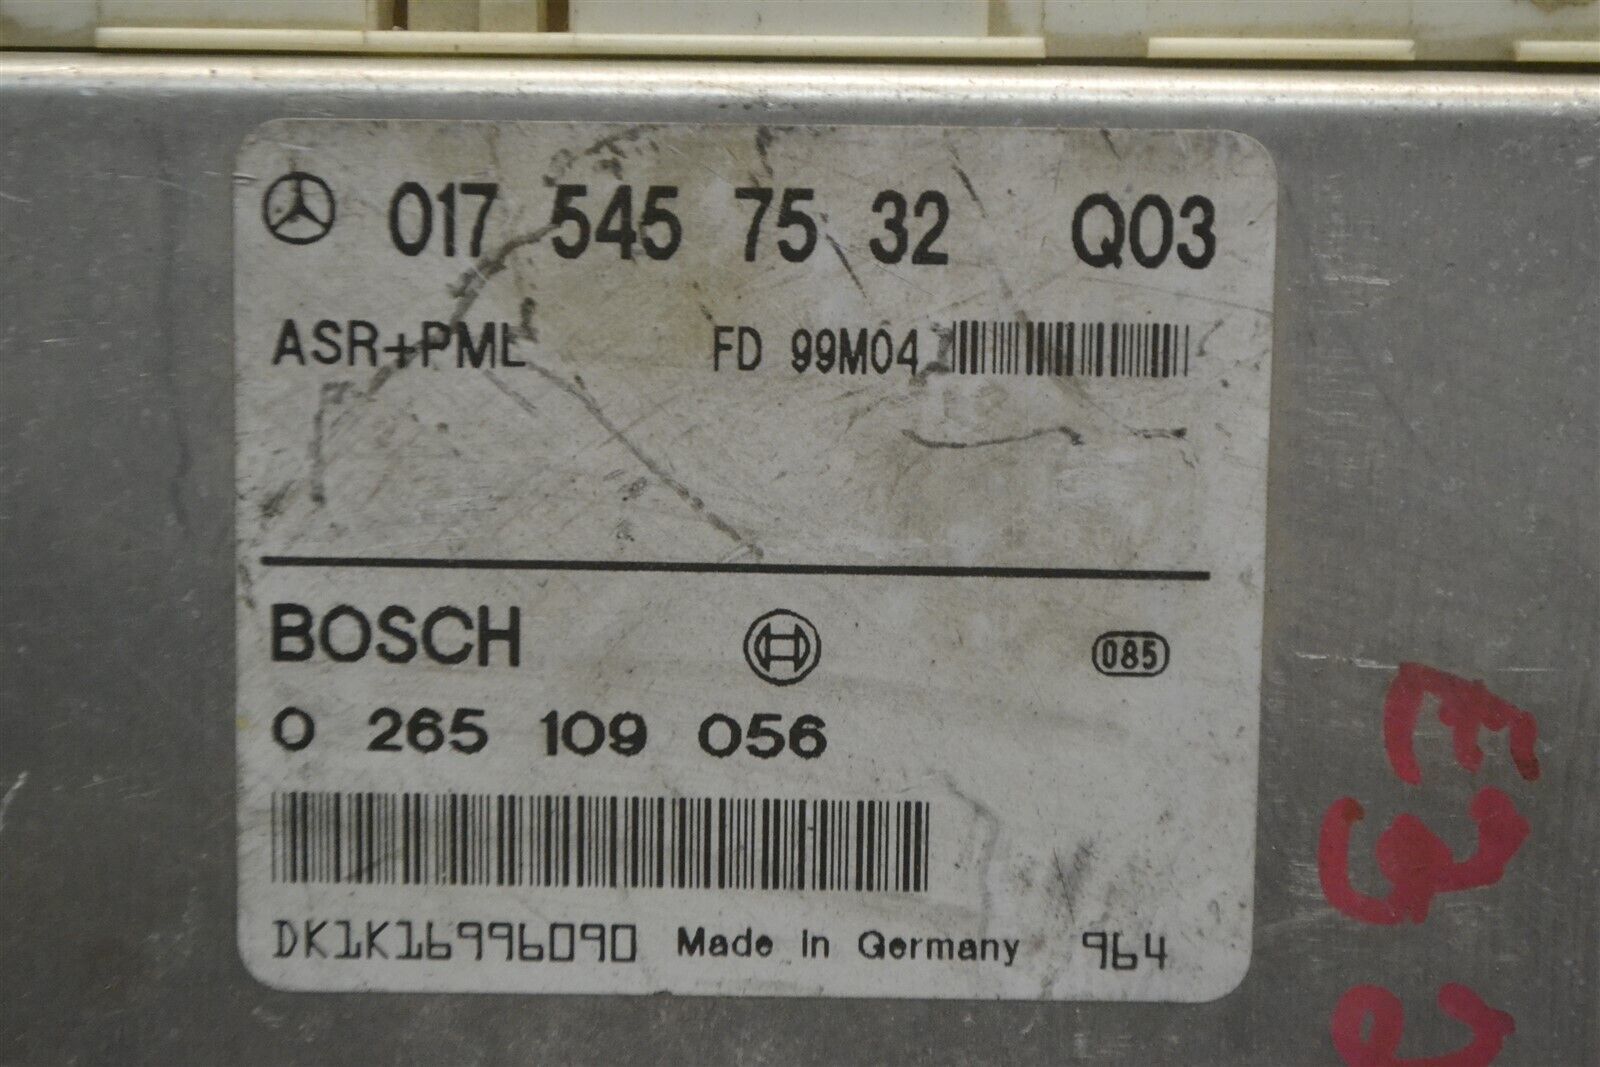 017 545 75 32 Q03
ASR+PML FD 99M04
BOSCH 085
0 265 109 056
DK1K16996090 Made in Germany 964
E3